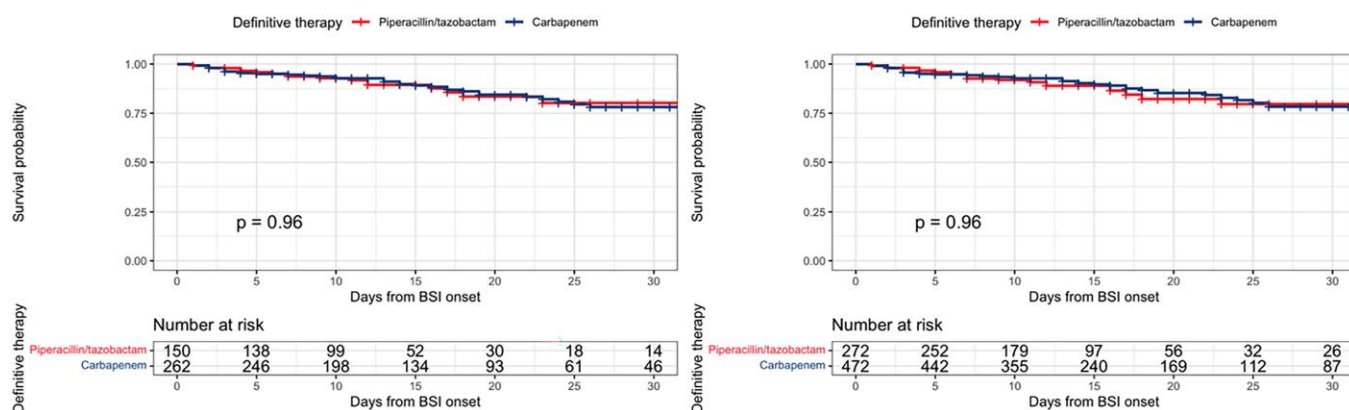 Definitive therapy Piperacillin/tazobactam Carbapenem
Survival probability
1.00
0.75
0.50
0.25
0.00
p = 0.96
0 5 10 15 20 25 30
Days from BSI onset
Definitive therapy
Number at risk
Piperacillin/tazobactam 150 138 99 52 30 18 14
Carbapenem 262 246 198 134 93 61 46
0 5 10 15 20 25 30
Days from BSI onset
Definitive therapy Piperacillin/tazobactam Carbapenem
Survival probability
1.00
0.75
0.50
0.25
0.00
p = 0.96
0 5 10 15 20 25 30
Days from BSI onset
Definitive therapy
Number at risk
Piperacillin/tazobactam 272 252 179 97 56 32 26
Carbapenem 472 442 355 240 169 112 87
0 5 10 15 20 25 30
Days from BSI onset